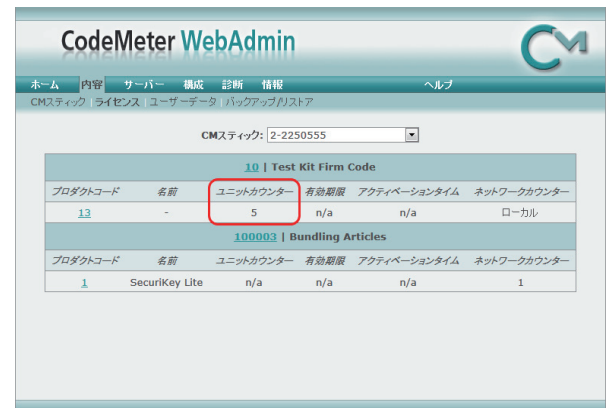 CodeMeter WebAdmin
CM
ホーム 内容 サーバー 構成 診断 情報 ヘルプ
CMスティック | ライセンス | ユーザーデータ | バックアップ/リストア
CMスティック: 2-2250555
10 | Test Kit Firm Code
プロダクトコード 名前 ユニットカウンター 有効期限 アクティベーションタイム ネットワークカウンター
13 - 5 n/a n/a ローカル
100003 | Bundling Articles
プロダクトコード 名前 ユニットカウンター 有効期限 アクティベーションタイム ネットワークカウンター
1 SecuriKey Lite n/a n/a n/a 1